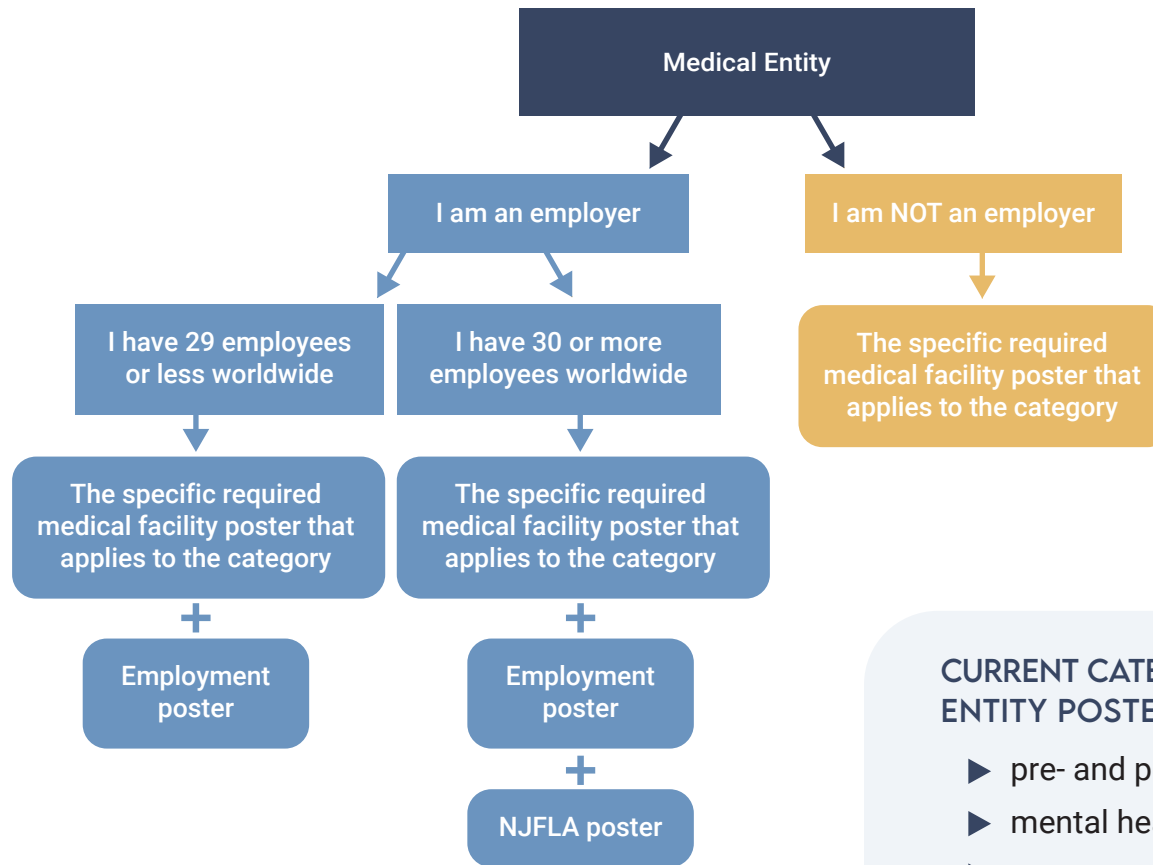 Medical Entity
I am an employer
I am NOT an employer
I have 29 employees
or less worldwide
I have 30 or more
employees worldwide
The specific required
medical facility poster that
applies to the category
The specific required
medical facility poster that
applies to the category
The specific required
medical facility poster that
applies to the category
+
Employment
poster
+
Employment
poster
+
NJFLA poster
CURRENT
ENTITY
pre- and
mental